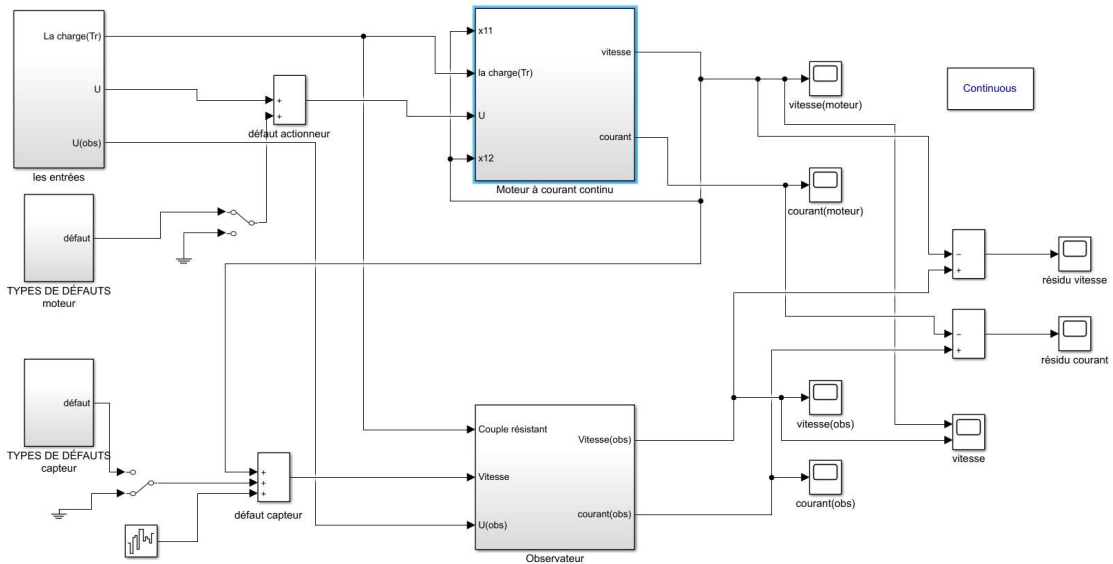 La charge(Tr)
U
U(obs)
les entrées
+
+
défaut actionneur
x11
la charge(Tr)
U
x12
vitesse
courant
Moteur à courant continu
vitesse(moteur)
courant(moteur)
Continuous
défaut
TYPES DE DÉFAUTS
moteur
−
+
résidu vitesse
−
+
résidu courant
défaut
TYPES DE DÉFAUTS
capteur
+
+
+
défaut capteur
Couple résistant
Vitesse
U(obs)
Vitesse(obs)
courant(obs)
Observateur
vitesse(obs)
courant(obs)
vitesse